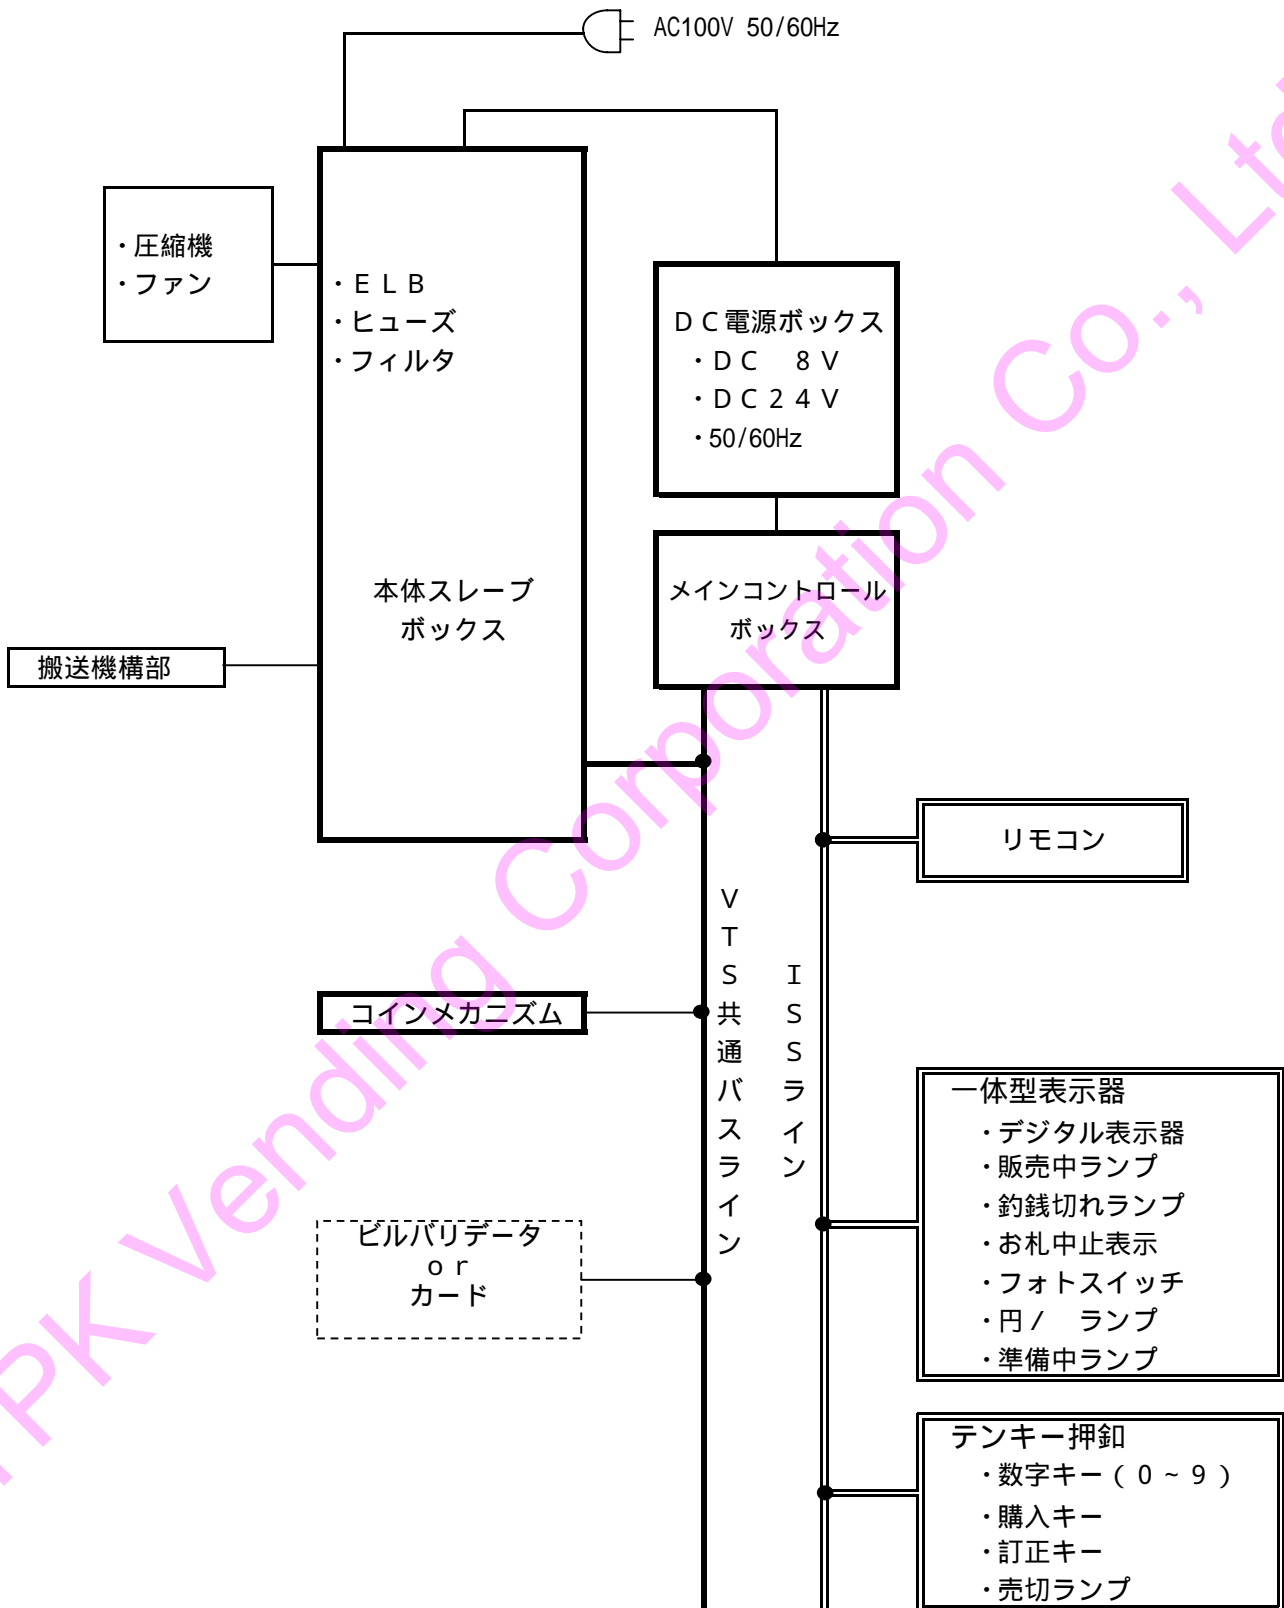 AC100V 50/60Hz
・圧縮機
・ファン
・ＥＬＢ
・ヒューズ
・フィルタ
本体スレーブ
ボックス
ＤＣ電源ボックス
・ＤＣ　８Ｖ
・ＤＣ２４Ｖ
・50/60Hz
メインコントロール
ボックス
搬送機構部
リモコン
ＶＴＳ共通バスライン
ＩＳＳライン
コインメカニズム
ビルバリデータ
ｏｒ
カード
一体型表示器
・デジタル表示器
・販売中ランプ
・釣銭切れランプ
・お札中止表示
・フォトスイッチ
・円／　ランプ
・準備中ランプ
テンキー押釦
・数字キー（０～９）
・購入キー
・訂正キー
・売切ランプ
TPK Vending Corporation Co., Ltd